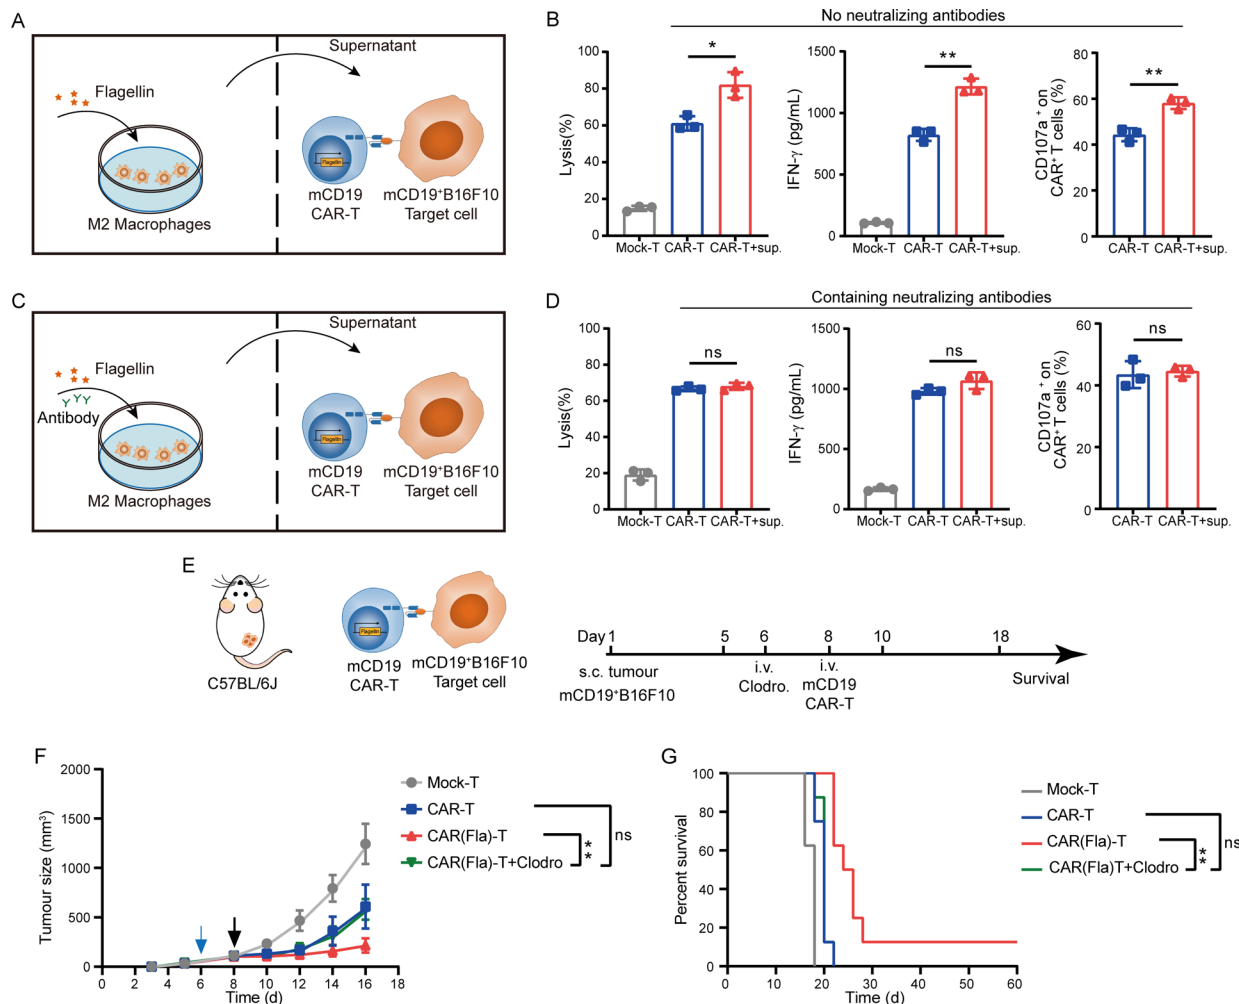 A
Flagellin
M2 Macrophages
Supernatant
Flagellin
mCD19
CAR-T
mCD19⁺B16F10
Target cell
B
No neutralizing antibodies
Lysis(%)
100
80
60
40
20
0
*
Mock-T CAR-T CAR-T+sup.
IFN-γ (pg/mL)
1500
1000
500
0
**
Mock-T CAR-T CAR-T+sup.
CD107a⁺ on
CAR⁺T cells (%)
80
60
40
20
0
**
CAR-T CAR-T+sup.
C
Flagellin
Antibody
M2 Macrophages
Supernatant
Flagellin
mCD19
CAR-T
mCD19⁺B16F10
Target cell
D
Containing neutralizing antibodies
Lysis(%)
100
80
60
40
20
0
ns
Mock-T CAR-T CAR-T+sup.
IFN-γ (pg/mL)
1500
1000
500
0
ns
Mock-T CAR-T CAR-T+sup.
CD107a⁺ on
CAR⁺T cells (%)
60
40
20
0
ns
CAR-T CAR-T+sup.
E
C57BL/6J
Flagellin
mCD19
CAR-T
mCD19⁺B16F10
Target cell
Day 1 5 6 8 10 18
s.c. tumour
mCD19⁺B16F10
i.v.
Clodro.
i.v.
mCD19
CAR-T
Survival
F
Tumour size (mm³)
2000
1500
1000
500
0
0 2 4 6 8 10 12 14 16 18
Time (d)
Mock-T
CAR-T
CAR(Fla)-T
CAR(Fla)-T+Clodro
**
ns
G
Percent survival
100
80
60
40
20
0
0 10 20 30 40 50 60
Time (d)
Mock-T
CAR-T
CAR(Fla)-T
CAR(Fla)T+Clodro
**
ns